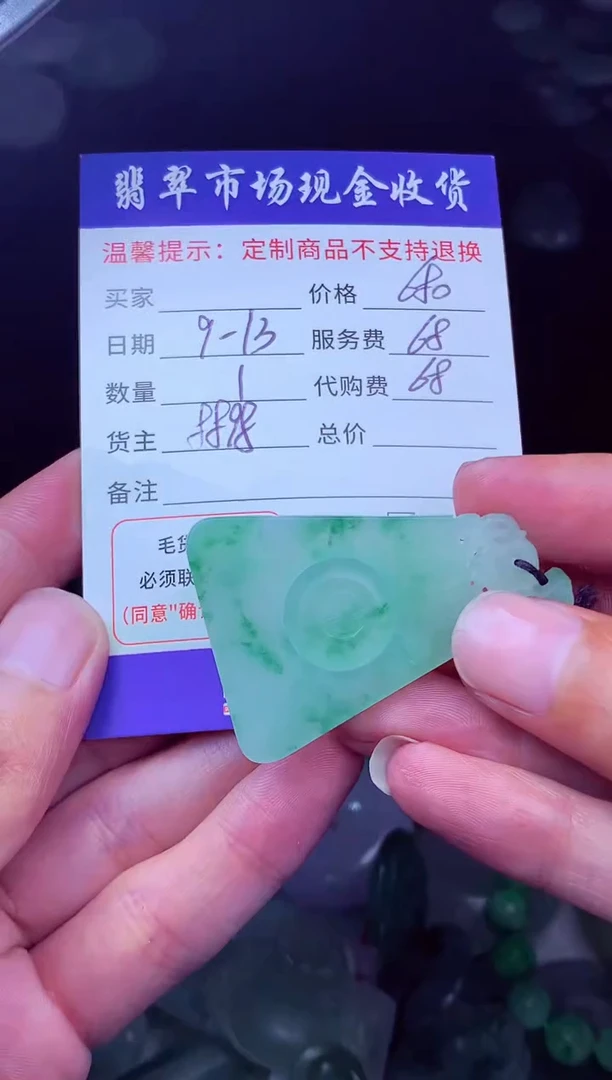 翡翠市场现金收货
温馨提示：定制商品不支持退换
买家 价格 680
日期 9-13 服务费 68
数量 1 代购费 68
货主 总价
备注
毛货
必须联
(同意"确